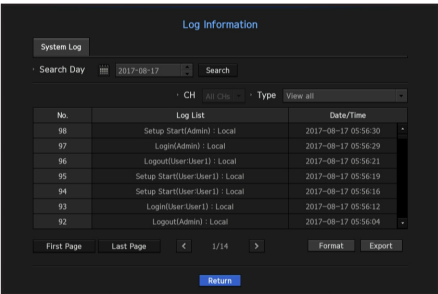 Log Information
System Log
Search Day 2017-08-17 Search
CH All CHs Type View all
No. Log List Date/Time
98 Setup Start(Admin) : Local 2017-08-17 05:56:30
97 Login(Admin) : Local 2017-08-17 05:56:29
96 Logout(User:User1) : Local 2017-08-17 05:56:21
95 Setup Start(User:User1) : Local 2017-08-17 05:56:19
94 Setup Start(User:User1) : Local 2017-08-17 05:56:16
93 Login(User:User1) : Local 2017-08-17 05:56:12
92 Logout(Admin) : Local 2017-08-17 05:56:04
First Page Last Page < 1/14 > Format Export
Return